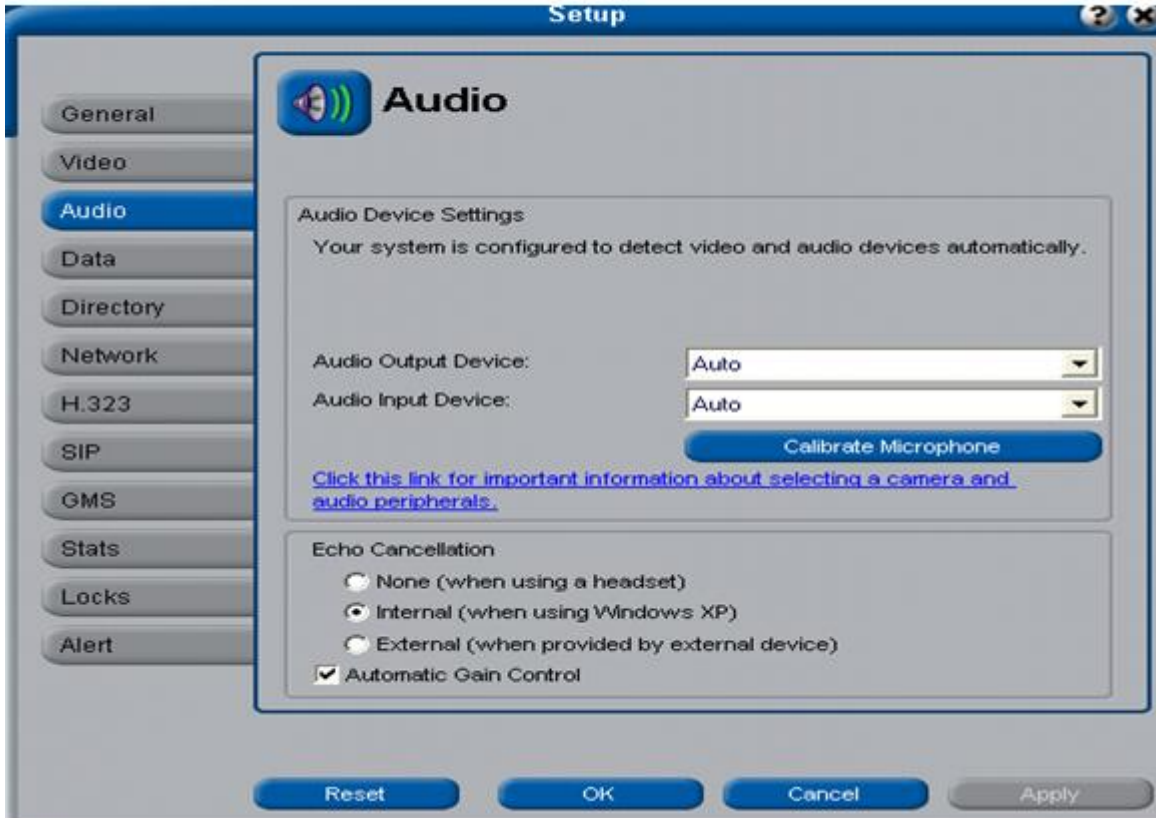 Setup
General
Video
Audio
Data
Directory
Network
H.323
SIP
GMS
Stats
Locks
Alert
Audio
Audio Device Settings
Your system is configured to detect video and audio devices automatically.
Audio Output Device: Auto
Audio Input Device: Auto
Calibrate Microphone
Click this link for important information about selecting a camera and
audio peripherals.
Echo Cancellation
None (when using a headset)
Internal (when using Windows XP)
External (when provided by external device)
Automatic Gain Control
Reset OK Cancel Apply